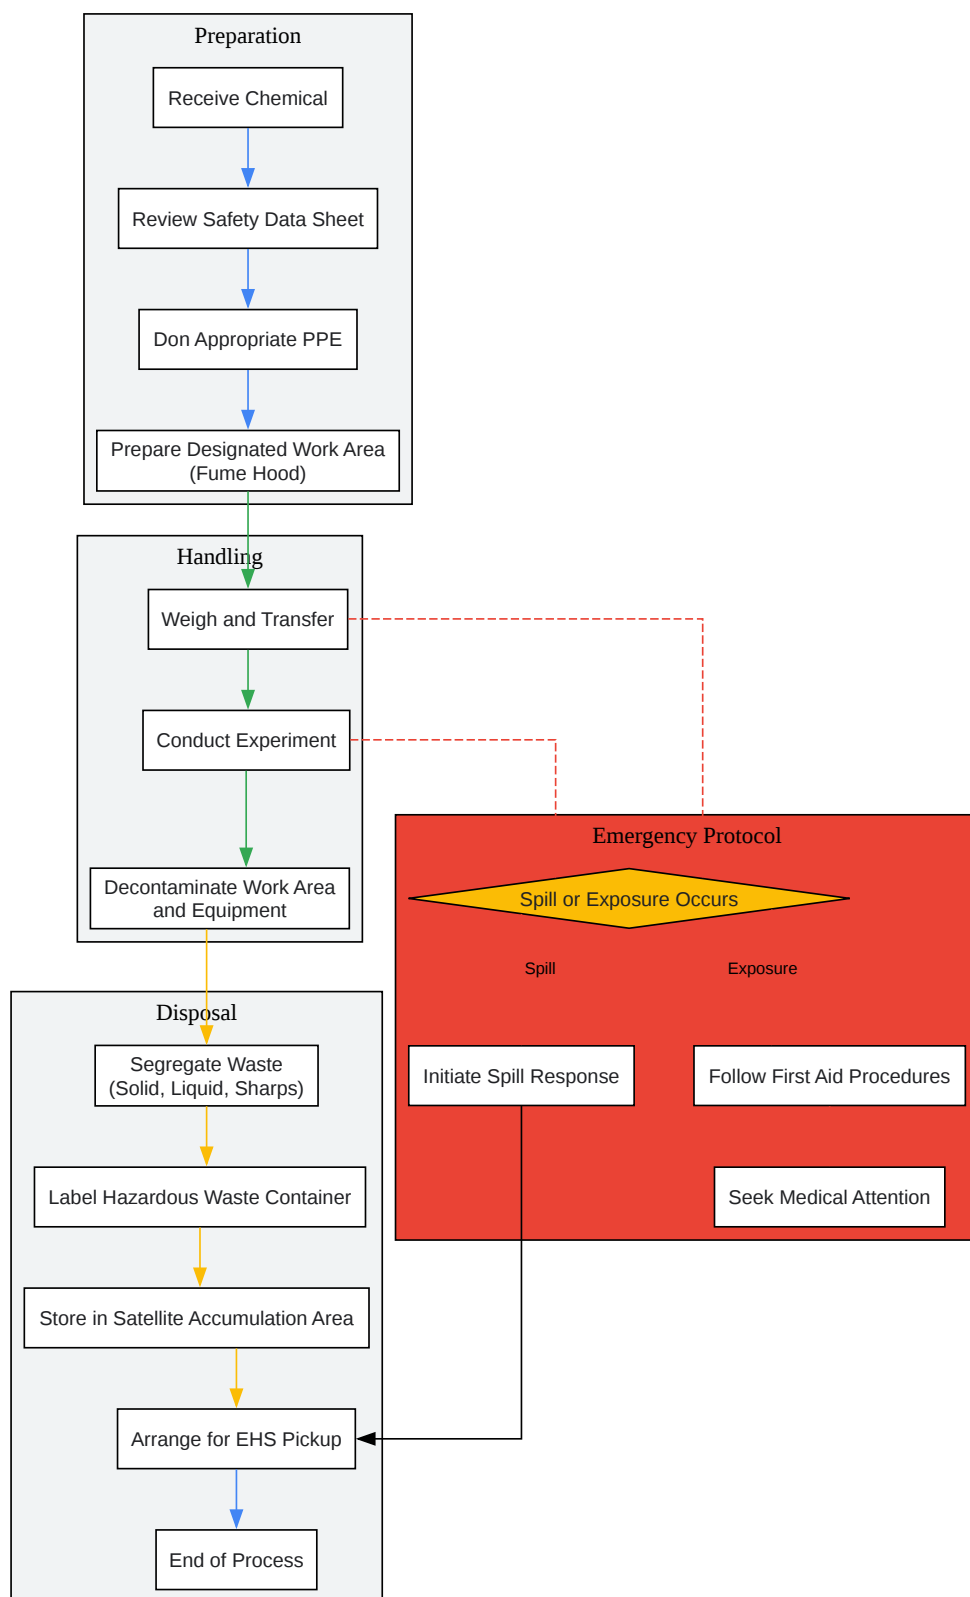 Preparation
Receive Chemical
Review Safety Data Sheet
Don Appropriate PPE
Prepare Designated Work Area
(Fume Hood)
Handling
Weigh and Transfer
Conduct Experiment
Decontaminate Work Area
and Equipment
Emergency Protocol
Spill or Exposure Occurs
Spill
Exposure
Initiate Spill Response
Follow First Aid Procedures
Seek Medical Attention
Disposal
Segregate Waste
(Solid, Liquid, Sharps)
Label Hazardous Waste Container
Store in Satellite Accumulation Area
Arrange for EHS Pickup
End of Process